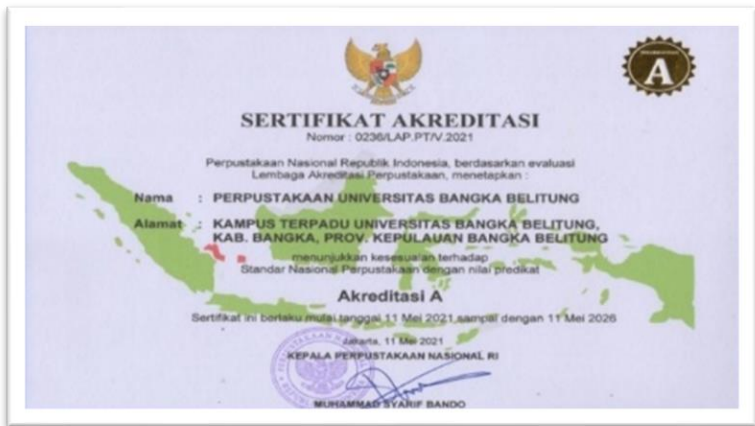 A
SERTIFIKAT AKREDITASI
Nomor : 0236/LAP.PT/V.2021
Perpustakaan Nasional Republik Indonesia, berdasarkan evaluasi
Lembaga Akreditasi Perpustakaan, menetapkan :
Nama : PERPUSTAKAAN UNIVERSITAS BANGKA BELITUNG
Alamat : KAMPUS TERPADU UNIVERSITAS BANGKA BELITUNG,
KAB. BANGKA, PROV. KEPULAUAN BANGKA BELITUNG
menunjukkan kesesuaian terhadap
Standar Nasional Perpustakaan dengan nilai predikat
Akreditasi A
Sertifikat ini berlaku mulai tanggal 11 Mei 2021 sampai dengan 11 Mei 2026
Jakarta, 11 Mei 2021
KEPALA PERPUSTAKAAN NASIONAL RI
MUHAMMAD SYARIF BANDO